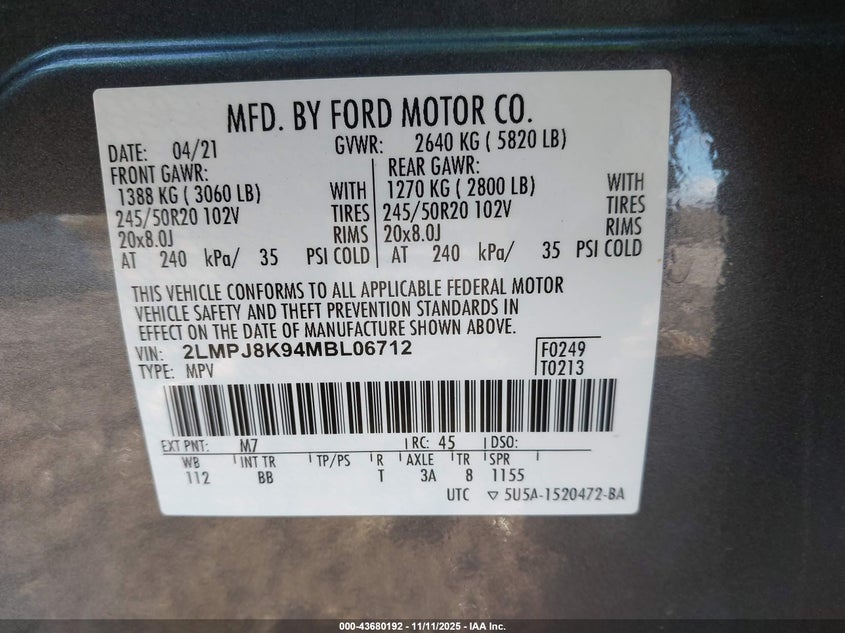 MFD. BY FORD MOTOR CO.
DATE: 04/21 GVWR: 2640 KG ( 5820 LB)
FRONT GAWR: REAR GAWR:
1388 KG ( 3060 LB) WITH 1270 KG ( 2800 LB) WITH
245/50R20 102V TIRES 245/50R20 102V TIRES
20x8.0J RIMS 20x8.0J RIMS
AT 240 kPa/ 35 PSI COLD AT 240 kPa/ 35 PSI COLD
THIS VEHICLE CONFORMS TO ALL APPLICABLE FEDERAL MOTOR
VEHICLE SAFETY AND THEFT PREVENTION STANDARDS IN
EFFECT ON THE DATE OF MANUFACTURE SHOWN ABOVE.
VIN: 2LMPJ8K94MBL06712 F0249
TYPE: MPV T0213
EXT PNT: M7 RC: 45 DSO:
WB INT TR TP/PS R AXLE TR SPR
112 BB T 3A 8 1155
UTC ▽ 5U5A-1520472-BA
000-43680192 - 11/11/2025 - IAA Inc.